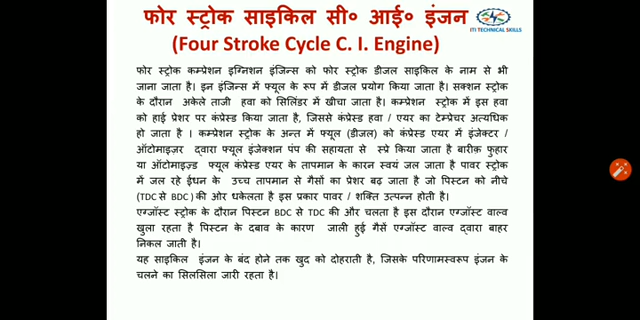 फोर स्ट्रोक साइकिल सी० आई० इंजन
(Four Stroke Cycle C. I. Engine)
ITI TECHNICAL SKILLS
फोर स्ट्रोक कम्प्रेशन इग्निशन इंजिन्स को फोर स्ट्रोक डीजल साइकिल के नाम से भी
जाना जाता है। इन इंजिन्स में फ्यूल के रूप में डीजल प्रयोग किया जाता है। सक्शन स्ट्रोक
के दौरान अकेले ताजी हवा को सिलिंडर में खीचा जाता है। कम्प्रेशन स्ट्रोक में इस हवा
को हाई प्रेशर पर कंप्रेस्ड किया जाता है, जिससे कंप्रेस्ड हवा / एयर का टेम्प्रेचर अत्यधिक
हो जाता है । कम्प्रेशन स्ट्रोक के अन्त में फ्यूल (डीजल) को कंप्रेस्ड एयर में इंजेक्टर /
ऑटोमाइज़र द्वारा फ्यूल इंजेक्शन पंप की सहायता से स्प्रे किया जाता है बारीक़ फुहार
या ऑटोमाइज्ड फ्यूल कंप्रेस्ड एयर के तापमान के कारन स्वयं जल जाता है पावर स्ट्रोक
में जल रहे ईधन के उच्च तापमान से गैसों का प्रेशर बढ़ जाता है जो पिस्टन को नीचे
(TDC से BDC) की ओर धकेलता है इस प्रकार पावर / शक्ति उत्पन्न होती है।
एग्जॉस्ट स्ट्रोक के दौरान पिस्टन BDC से TDC की और चलता है इस दौरान एग्जॉस्ट वाल्व
खुला रहता है पिस्टन के दबाव के कारण जाली हुई गैसें एग्जॉस्ट वाल्व द्वारा बाहर
निकल जाती है।
यह साइकिल इंजन के बंद होने तक खुद को दोहराती है, जिसके परिणामस्वरूप इंजन के
चलने का सिलसिला जारी रहता है।